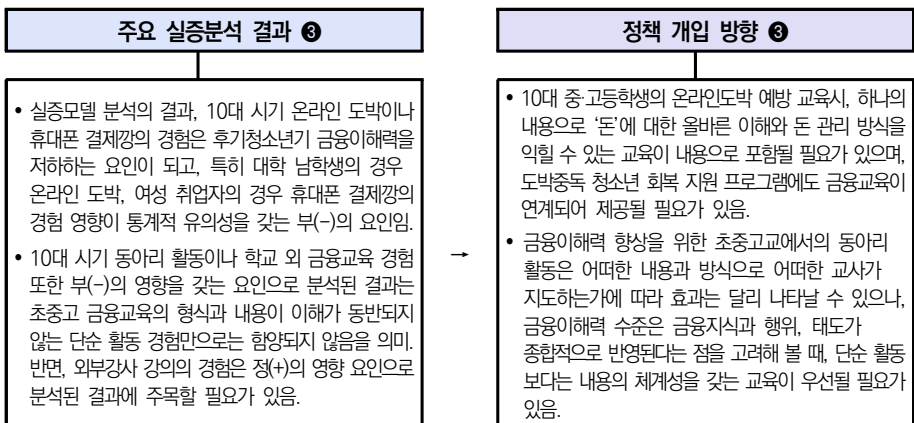 주요 실증분석 결과 ❸
• 실증모델 분석의 결과, 10대 시기 온라인 도박이나
휴대폰 결제깡의 경험은 후기청소년기 금융이해력을
저하하는 요인이 되고, 특히 대학 남학생의 경우
온라인 도박, 여성 취업자의 경우 휴대폰 결제깡의
경험 영향이 통계적 유의성을 갖는 부(-)의 요인임.
• 10대 시기 동아리 활동이나 학교 외 금융교육 경험
또한 부(-)의 영향을 갖는 요인으로 분석된 결과는
초중고 금융교육의 형식과 내용이 이해가 동반되지
않는 단순 활동 경험만으로는 함양되지 않음을 의미.
반면, 외부강사 강의의 경험은 정(+)의 영향 요인으로
분석된 결과에 주목할 필요가 있음.
→
정책 개입 방향 ❸
• 10대 중·고등학생의 온라인도박 예방 교육시, 하나의
내용으로 ‘돈’에 대한 올바른 이해와 돈 관리 방식을
익힐 수 있는 교육이 내용으로 포함될 필요가 있으며,
도박중독 청소년 회복 지원 프로그램에도 금융교육이
연계되어 제공될 필요가 있음.
• 금융이해력 향상을 위한 초중고교에서의 동아리
활동은 어떠한 내용과 방식으로 어떠한 교사가
지도하는가에 따라 효과는 달리 나타날 수 있으나,
금융이해력 수준은 금융지식과 행위, 태도가
종합적으로 반영된다는 점을 고려해 볼 때, 단순 활동
보다는 내용의 체계성을 갖는 교육이 우선될 필요가
있음.